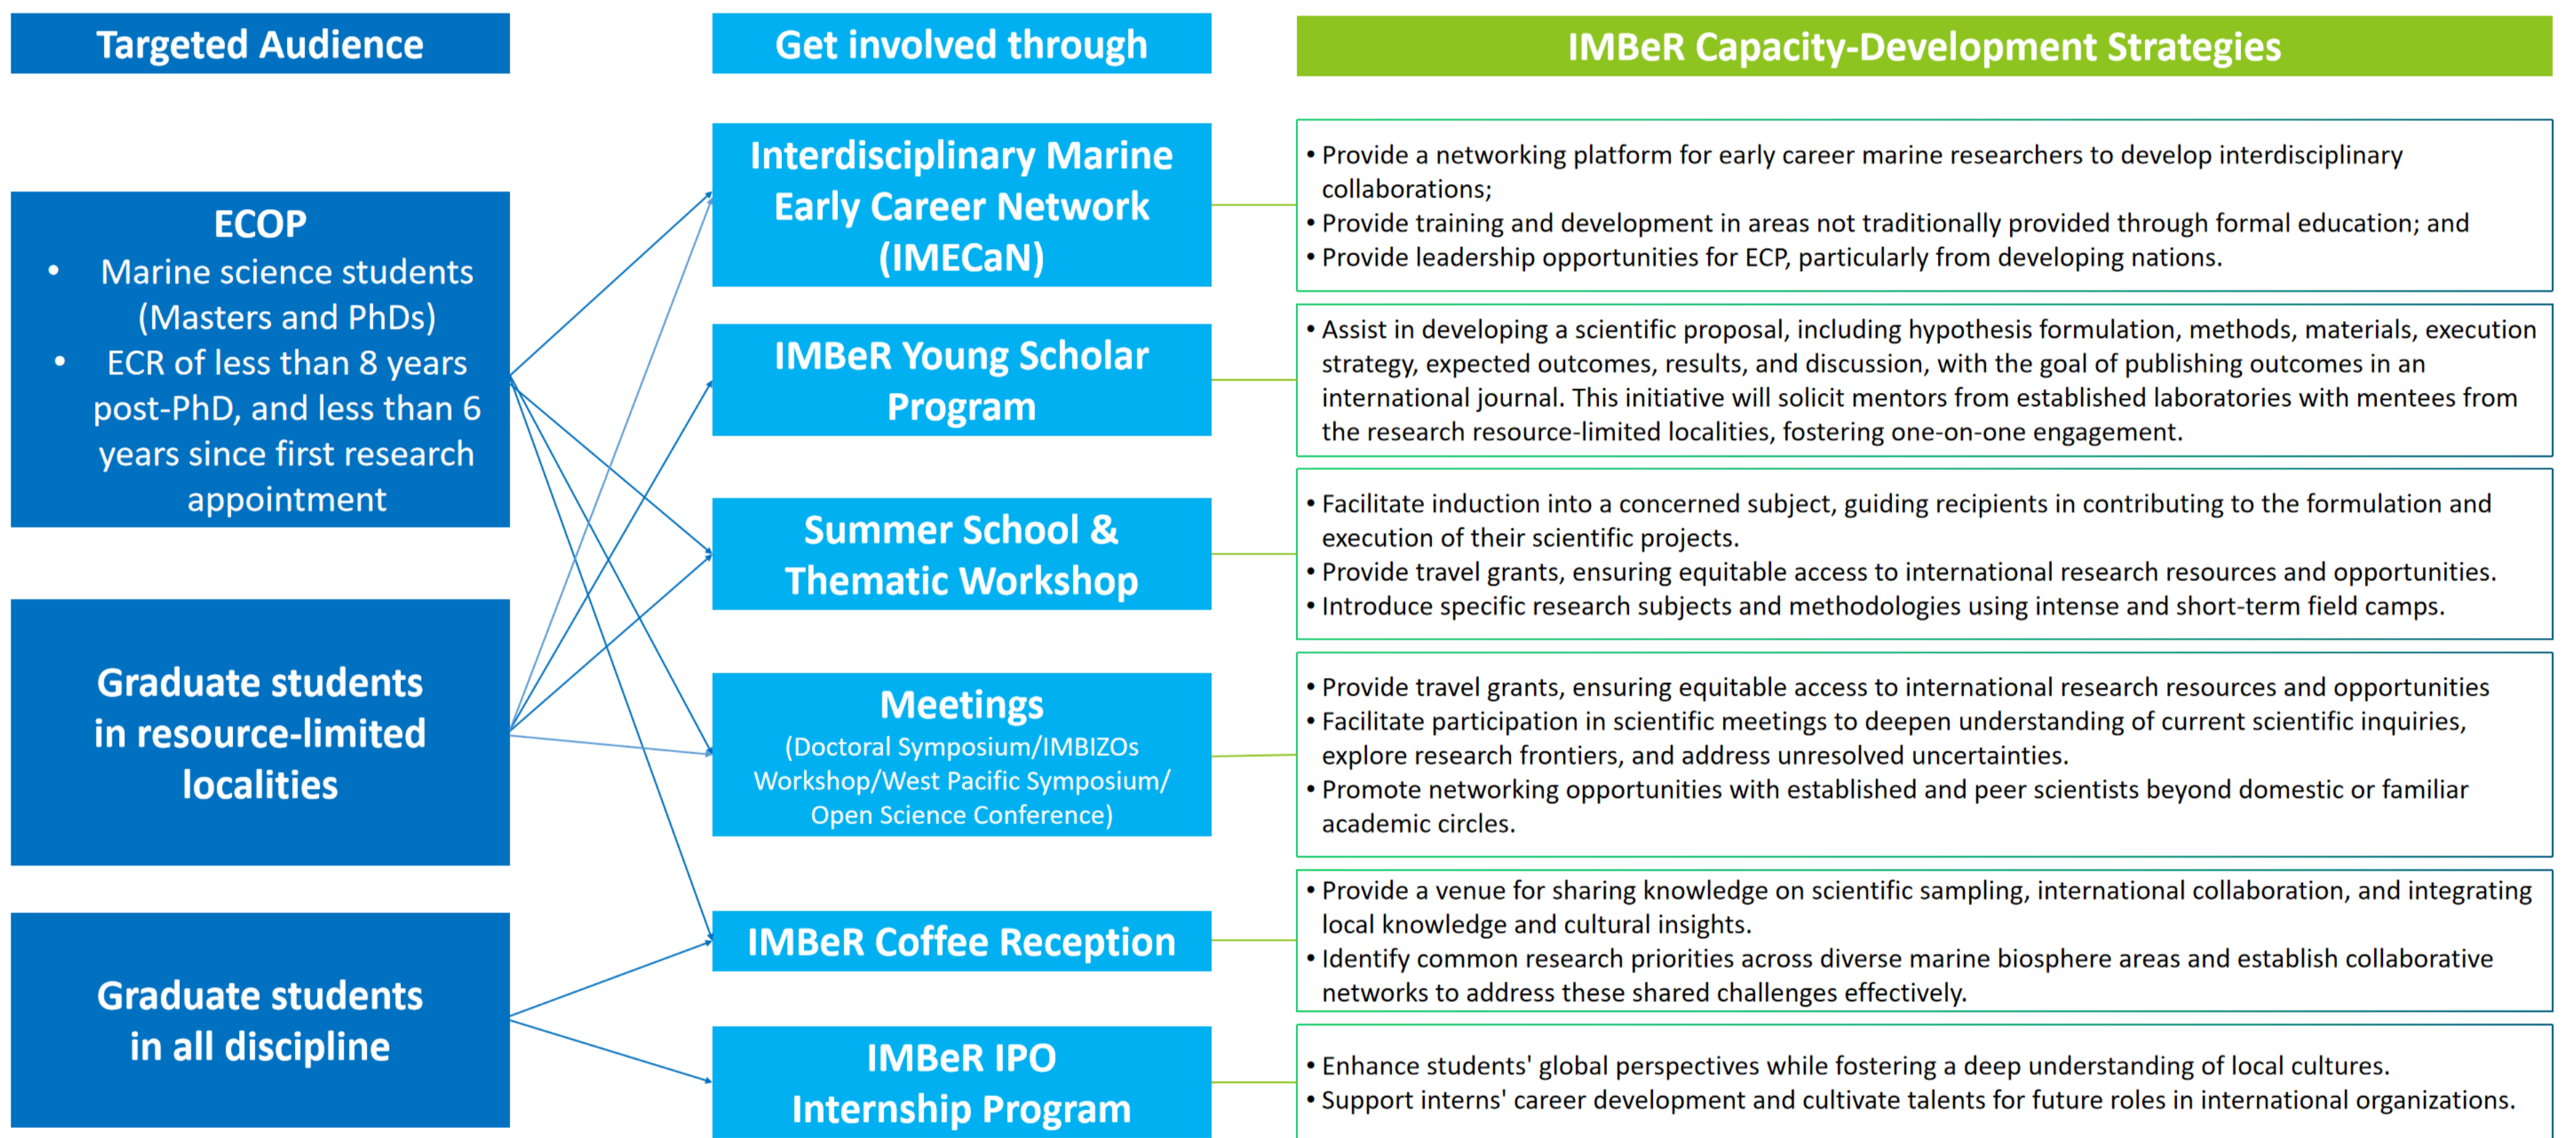 Targeted Audience
Get involved through
IMBeR Capacity-Development Strategies
ECOP
• Marine science students
(Masters and PhDs)
• ECR of less than 8 years
post-PhD, and less than 6
years since first research
appointment
Graduate students
in resource-limited
localities
Graduate students
in all discipline
Interdisciplinary Marine
Early Career Network
(IMECaN)
IMBeR Young Scholar
Program
Summer School &
Thematic Workshop
Meetings
(Doctoral Symposium/IMBIZOs
Workshop/West Pacific Symposium/
Open Science Conference)
IMBeR Coffee Reception
IMBeR IPO
Internship Program
• Provide a networking platform for early career marine researchers to develop interdisciplinary
collaborations;
• Provide training and development in areas not traditionally provided through formal education; and
• Provide leadership opportunities for ECP, particularly from developing nations.
• Assist in developing a scientific proposal, including hypothesis formulation, methods, materials, execution
strategy, expected outcomes, results, and discussion, with the goal of publishing outcomes in an
international journal. This initiative will solicit mentors from established laboratories with mentees from
the research resource-limited localities, fostering one-on-one engagement.
• Facilitate induction into a concerned subject, guiding recipients in contributing to the formulation and
execution of their scientific projects.
• Provide travel grants, ensuring equitable access to international research resources and opportunities.
• Introduce specific research subjects and methodologies using intense and short-term field camps.
• Provide travel grants, ensuring equitable access to international research resources and opportunities
• Facilitate participation in scientific meetings to deepen understanding of current scientific inquiries,
explore research frontiers, and address unresolved uncertainties.
• Promote networking opportunities with established and peer scientists beyond domestic or familiar
academic circles.
• Provide a venue for sharing knowledge on scientific sampling, international collaboration, and integrating
local knowledge and cultural insights.
• Identify common research priorities across diverse marine biosphere areas and establish collaborative
networks to address these shared challenges effectively.
• Enhance students' global perspectives while fostering a deep understanding of local cultures.
• Support interns' career development and cultivate talents for future roles in international organizations.